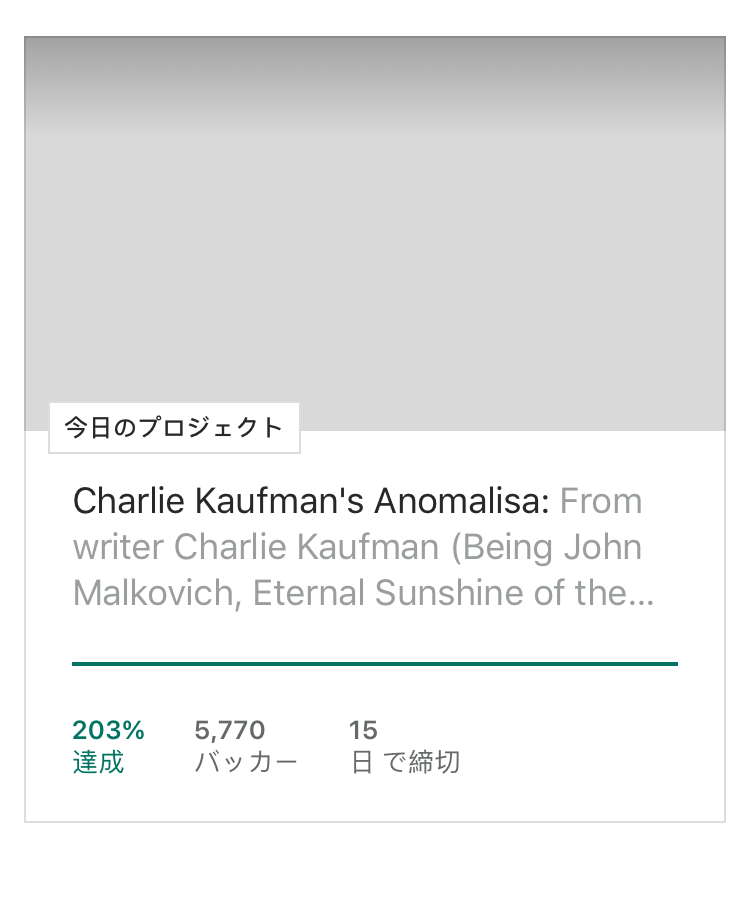 今日のプロジェクト
Charlie Kaufman's Anomalisa: From
writer Charlie Kaufman (Being John
Malkovich, Eternal Sunshine of the...
203% 5,770 15
達成 バッカー 日 で締切